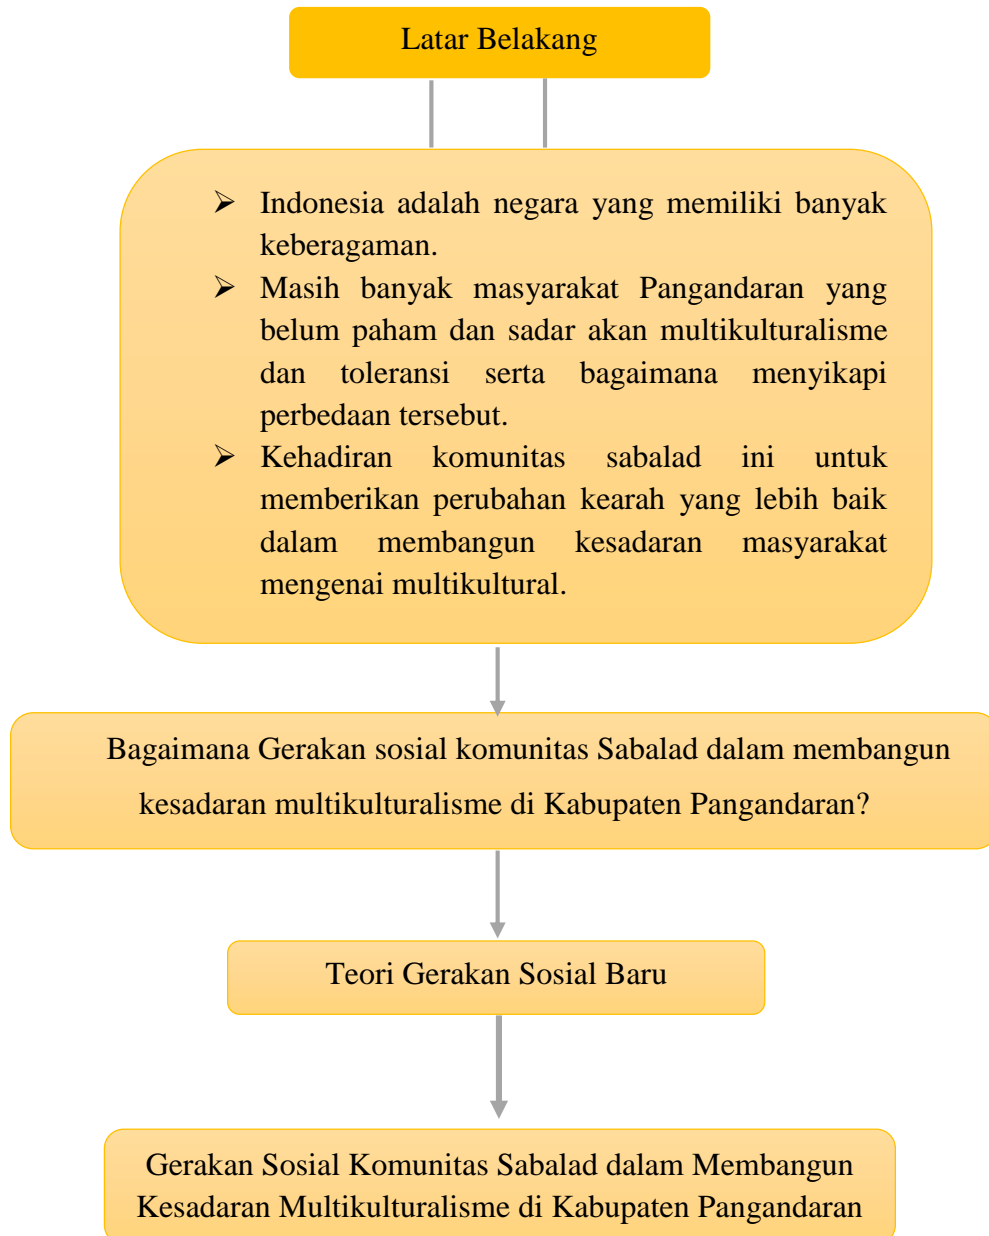 Latar Belakang
➢ Indonesia adalah negara yang memiliki banyak
keberagaman.
➢ Masih banyak masyarakat Pangandaran yang
belum paham dan sadar akan multikulturalisme
dan toleransi serta bagaimana menyikapi
perbedaan tersebut.
➢ Kehadiran komunitas sabalad ini untuk
memberikan perubahan kearah yang lebih baik
dalam membangun kesadaran masyarakat
mengenai multikultural.
Bagaimana Gerakan sosial komunitas Sabalad dalam membangun
kesadaran multikulturalisme di Kabupaten Pangandaran?
Teori Gerakan Sosial Baru
Gerakan Sosial Komunitas Sabalad dalam Membangun
Kesadaran Multikulturalisme di Kabupaten Pangandaran